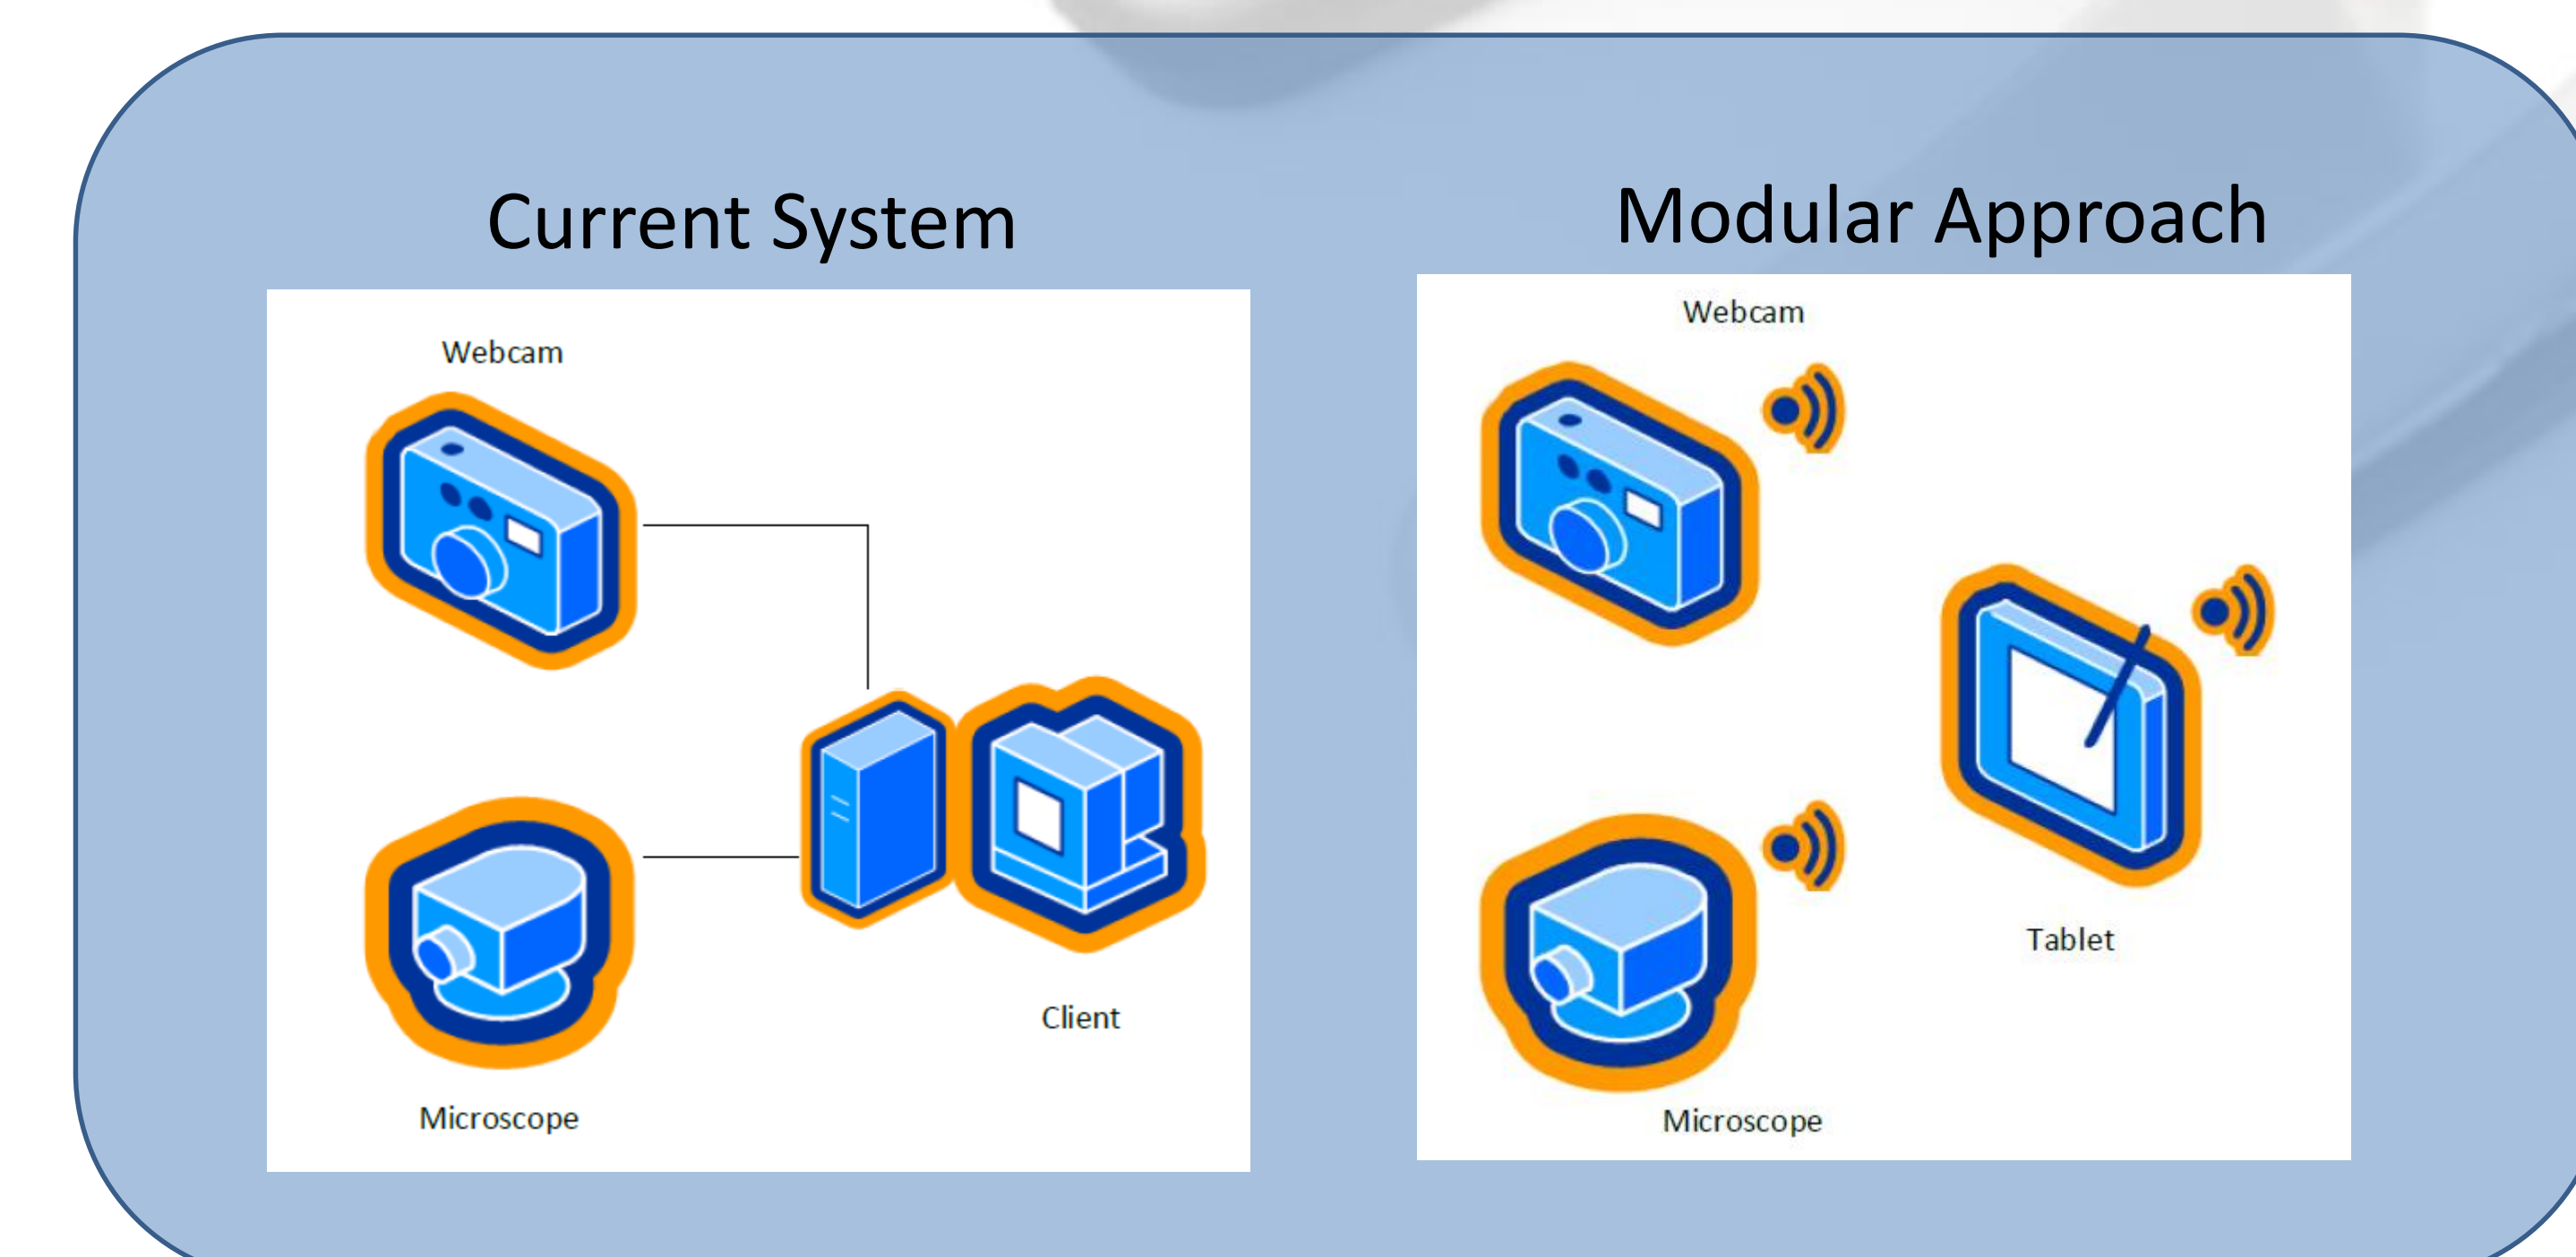 Current System
Webcam
Client
Microscope
Modular Approach
Webcam
Tablet
Microscope